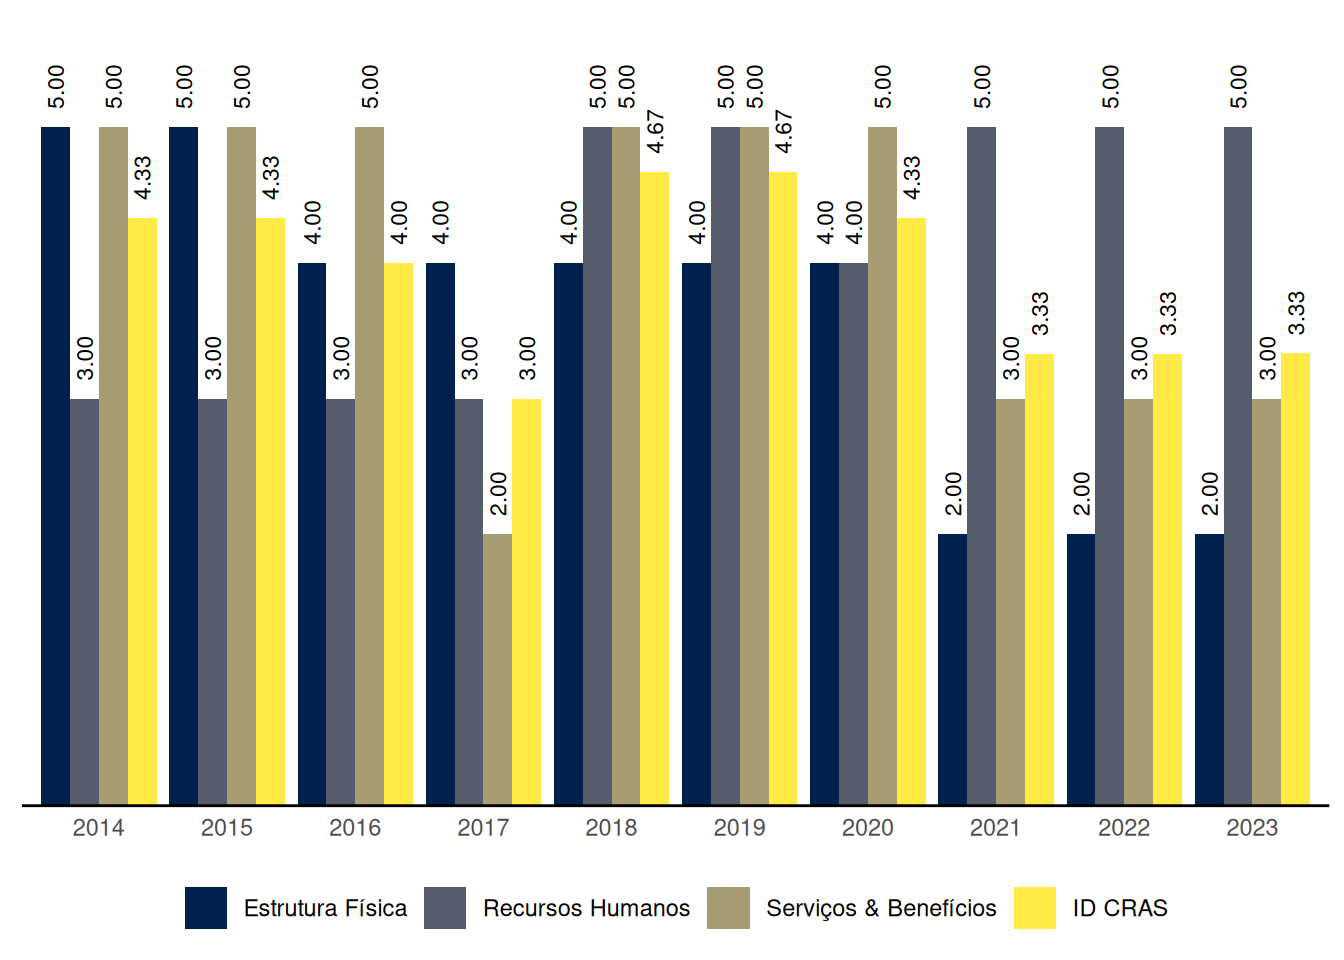 5.00 3.00 5.00 4.33 5.00 3.00 5.00 4.33 4.00 3.00 5.00 4.00 4.00 3.00 2.00 3.00 4.00 5.00 5.00 4.67 4.00 5.00 5.00 4.67 4.00 4.00 5.00 4.33 2.00 5.00 3.00 3.33 2.00 5.00 3.00 3.33 2.00 5.00 3.00 3.33
2014 2015 2016 2017 2018 2019 2020 2021 2022 2023
Estrutura Física Recursos Humanos Serviços & Benefícios ID CRAS